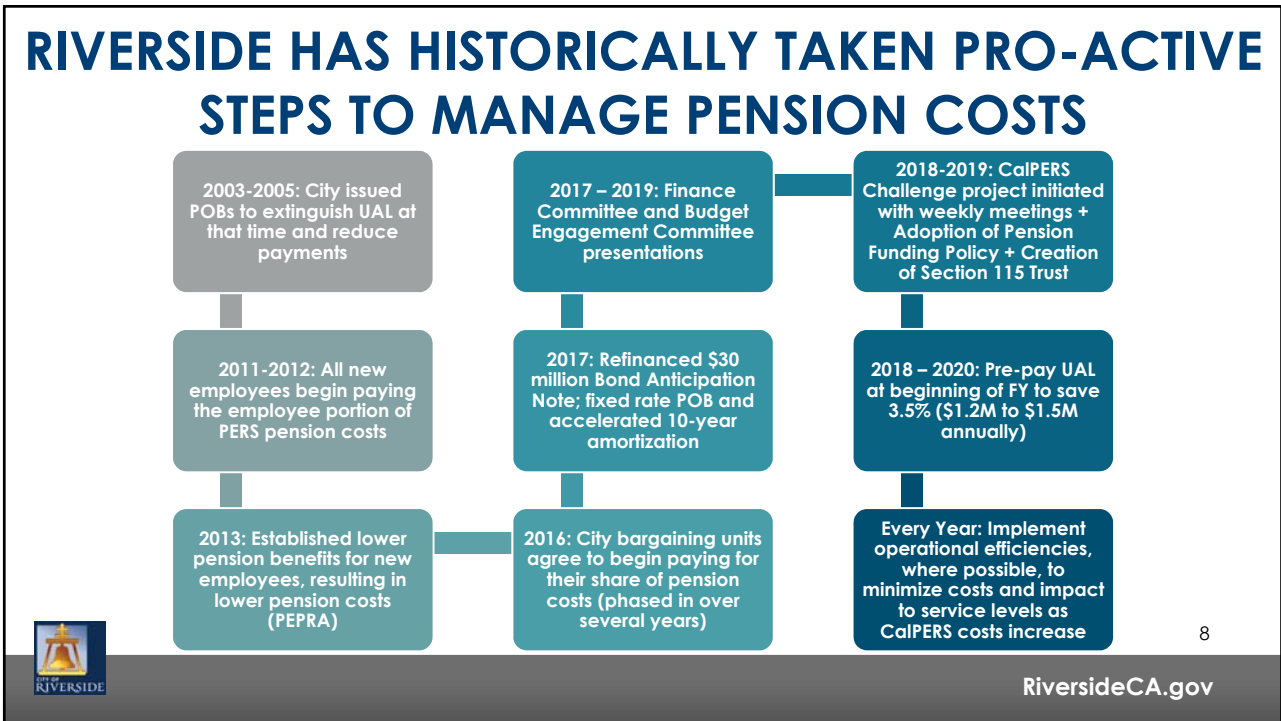 RIVERSIDE HAS HISTORICALLY TAKEN PRO-ACTIVE
STEPS TO MANAGE PENSION COSTS
2003-2005: City issued
POBs to extinguish UAL at
that time and reduce
payments
2011-2012: All new
employees begin paying
the employee portion of
PERS pension costs
2013: Established lower
pension benefits for new
employees, resulting in
lower pension costs
(PEPRA)
2016: City bargaining units
agree to begin paying for
their share of pension
costs (phased in over
several years)
2017: Refinanced $30
million Bond Anticipation
Note; fixed rate POB and
accelerated 10-year
amortization
2017 – 2019: Finance
Committee and Budget
Engagement Committee
presentations
2018-2019: CalPERS
Challenge project initiated
with weekly meetings +
Adoption of Pension
Funding Policy + Creation
of Section 115 Trust
2018 – 2020: Pre-pay UAL
at beginning of FY to save
3.5% ($1.2M to $1.5M
annually)
Every Year: Implement
operational efficiencies,
where possible, to
minimize costs and impact
to service levels as
CalPERS costs increase
8
CITY OF
RIVERSIDE
RiversideCA.gov